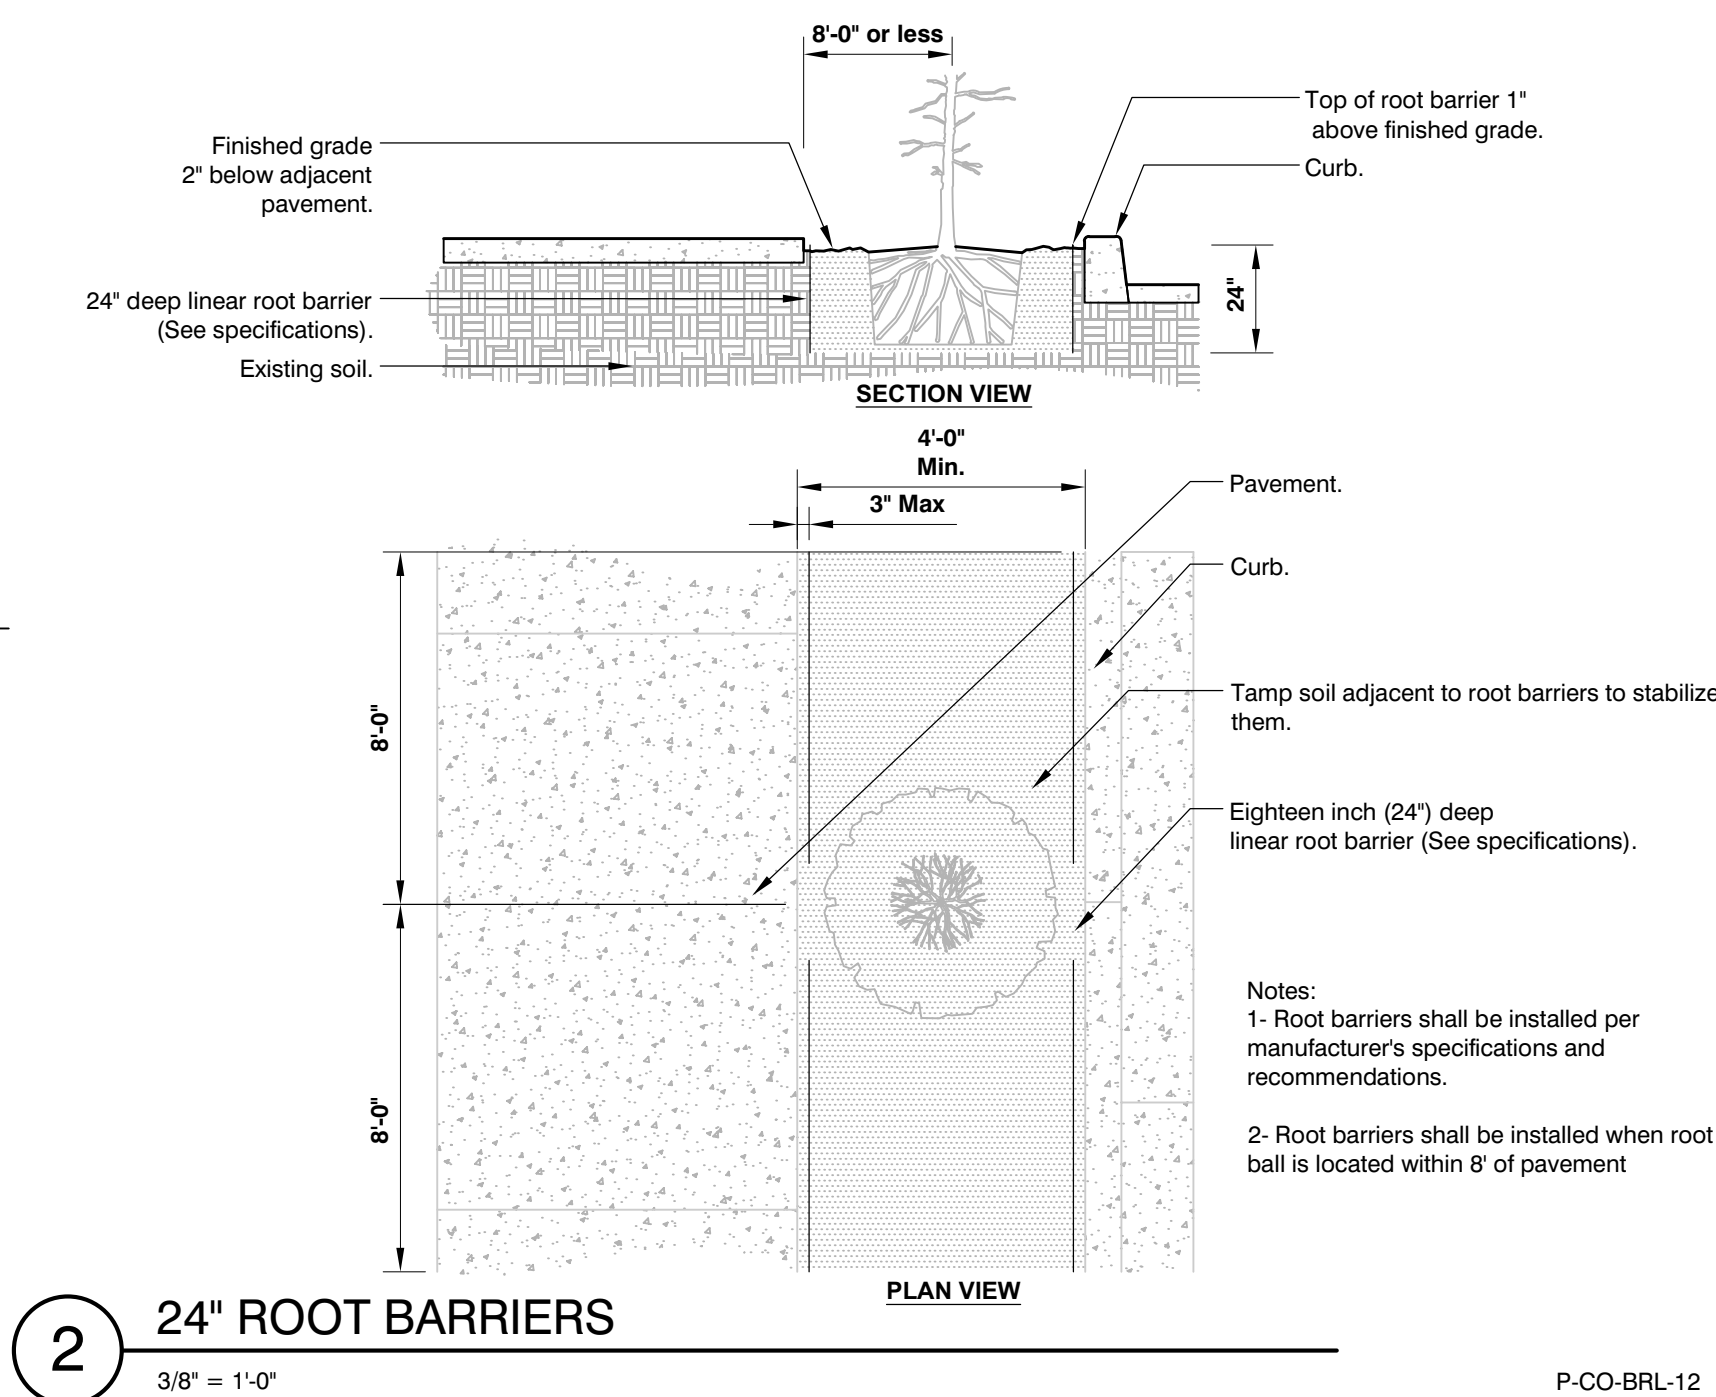 8'-0" or less
Top of root barrier 1"
above finished grade.
Curb.
Finished grade
2" below adjacent
pavement.
24" deep linear root barrier
(See specifications).
Existing soil.
24"
SECTION VIEW
4'-0"
Min.
3" Max
Pavement.
Curb.
8'-0"
Tamp soil adjacent to root barriers to stabilize
them.
Eighteen inch (24") deep
linear root barrier (See specifications).
8'-0"
Notes:
1- Root barriers shall be installed per
manufacturer's specifications and
recommendations.
2- Root barriers shall be installed when root
ball is located within 8' of pavement
PLAN VIEW
2
24" ROOT BARRIERS
3/8" = 1'-0"
P-CO-BRL-12